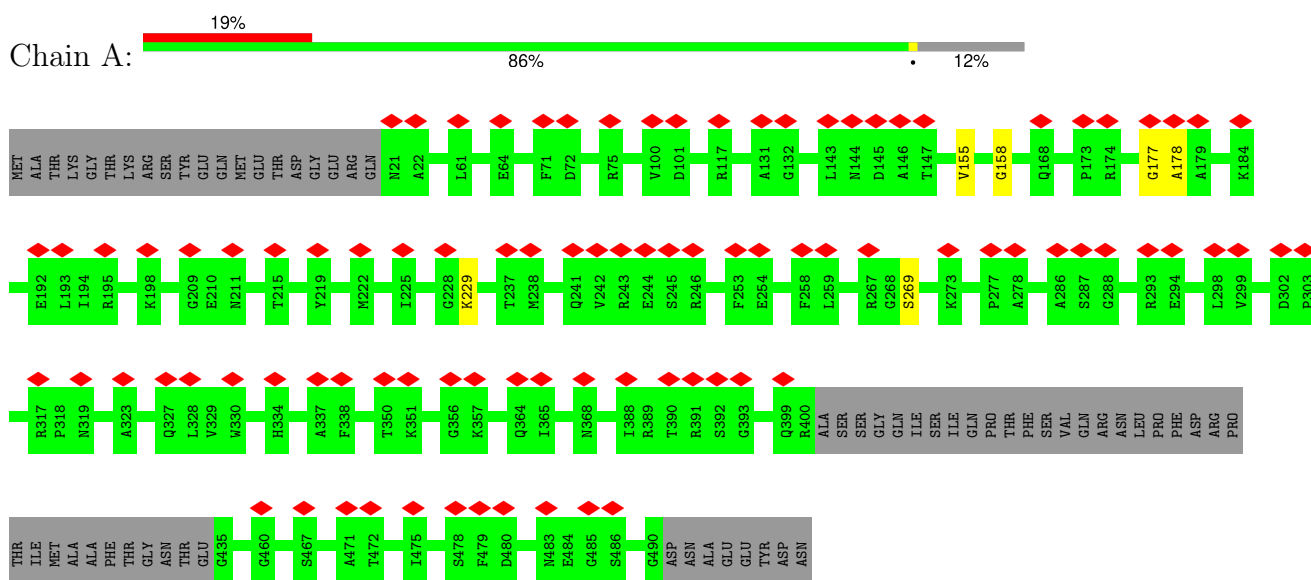 19%
Chain A:
86% • 12%
MET ALA THR LYS GLY THR LYS ARG SER TYR GLU GLN MET GLU THR ASP GLY GLU ARG GLN N21 A22 L61 E64 F71 D72 R75 V100 D101 R117 A131 G132 L143 N144 D145 A146 T147 V155 G158 Q168 P173 R174 G177 A178 A179 K184
E192 L193 I194 R195 K198 G209 E210 N211 T215 Y219 M222 I225 G228 K229 T237 M238 Q241 V242 R243 E244 S245 R246 F253 E254 F258 L259 R267 G268 S269 K273 P277 A278 A286 S287 G288 R293 E294 L298 V299 D302 P303
R317 P318 N319 A323 Q327 L328 V329 W330 H334 A337 F338 T350 K351 G356 K357 Q364 I365 N368 I388 R389 T390 R391 S392 G393 Q399 R400 ALA SER SER GLY GLN ILE SER ILE GLN PRO THR PHE SER VAL GLN ARG ASN LEU PRO PHE ASP ARG PRO
THR ILE MET ALA ALA PHE THR GLY ASN THR GLU G435 G460 S467 A471 T472 I475 S478 F479 D480 N483 E484 G485 S486 G490 ASP ASN ALA GLU GLU TYR ASP ASN